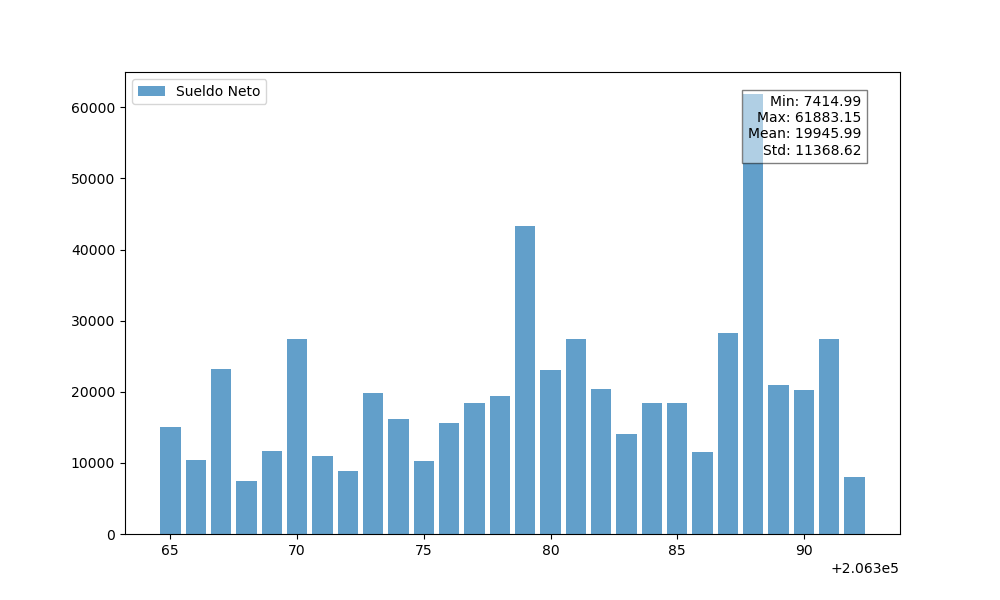 Sueldo Neto
Min: 7414.99
Max: 61883.15
Mean: 19945.99
Std: 11368.62
60000
50000
40000
30000
20000
10000
0
65 70 75 80 85 90
+2.063e5